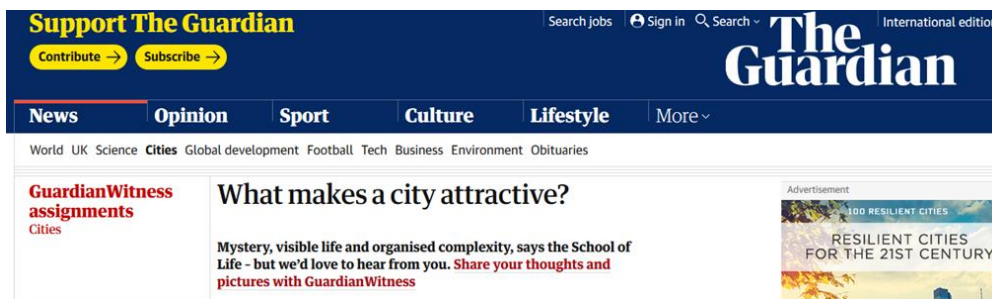 Support The Guardian
Contribute →
Subscribe →
Search jobs
Sign in
Search
International edition
The
Guardian
News
Opinion
Sport
Culture
Lifestyle
More
World UK Science Cities Global development Football Tech Business Environment Obituaries
GuardianWitness
assignments
Cities
What makes a city attractive?
Mystery, visible life and organised complexity, says the School of
Life - but we'd love to hear from you. Share your thoughts and
pictures with GuardianWitness
Advertisement
100 RESILIENT CITIES
RESILIENT CITIES
FOR THE 21ST CENTURY